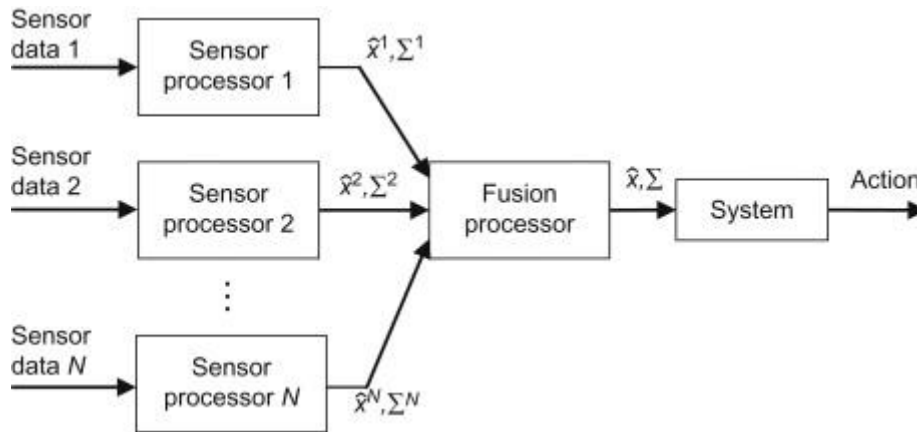 Sensor
data 1
Sensor
processor 1
x̂¹,Σ¹
Sensor
data 2
Sensor
processor 2
x̂²,Σ²
Fusion
processor
x̂,Σ
System
Action
⋮
Sensor
data N
Sensor
processor N
x̂ᴺ,Σᴺ